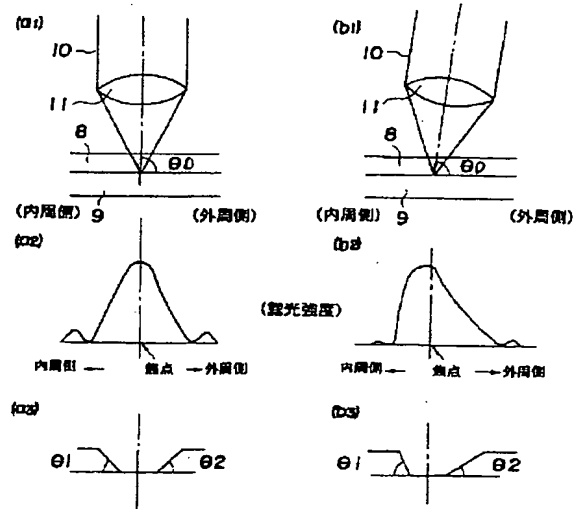 (a1)
(b1)
10
10
11
11
8
8
θD
θD
(内周側) 9 (外周側)
(内周側) 9 (外周側)
(a2)
(b2)
(露光強度)
内周側 ← 焦点 → 外周側
内周側 ← 焦点 → 外周側
(a3)
(b3)
θ1 θ2
θ1 θ2